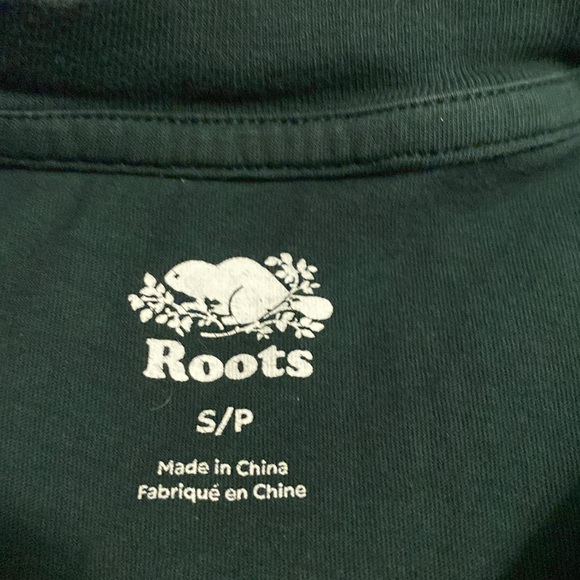 Roots
S/P
Made in China
Fabriqué en Chine